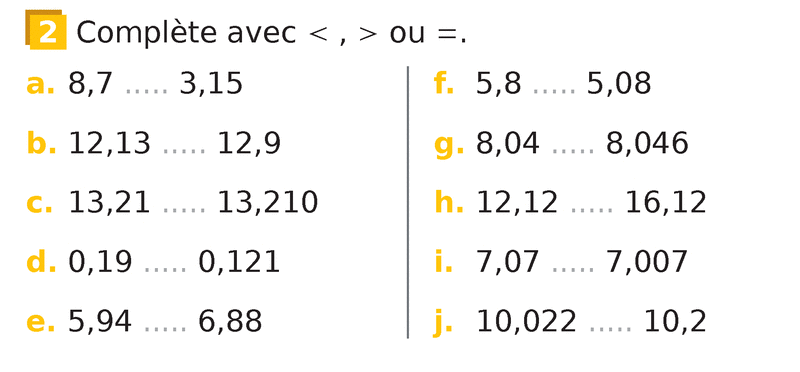 2 Complète avec < , > ou =.
a. 8,7 ..... 3,15
b. 12,13 ..... 12,9
c. 13,21 ..... 13,210
d. 0,19 ..... 0,121
e. 5,94 ..... 6,88
f. 5,8 ..... 5,08
g. 8,04 ..... 8,046
h. 12,12 ..... 16,12
i. 7,07 ..... 7,007
j. 10,022 ..... 10,2